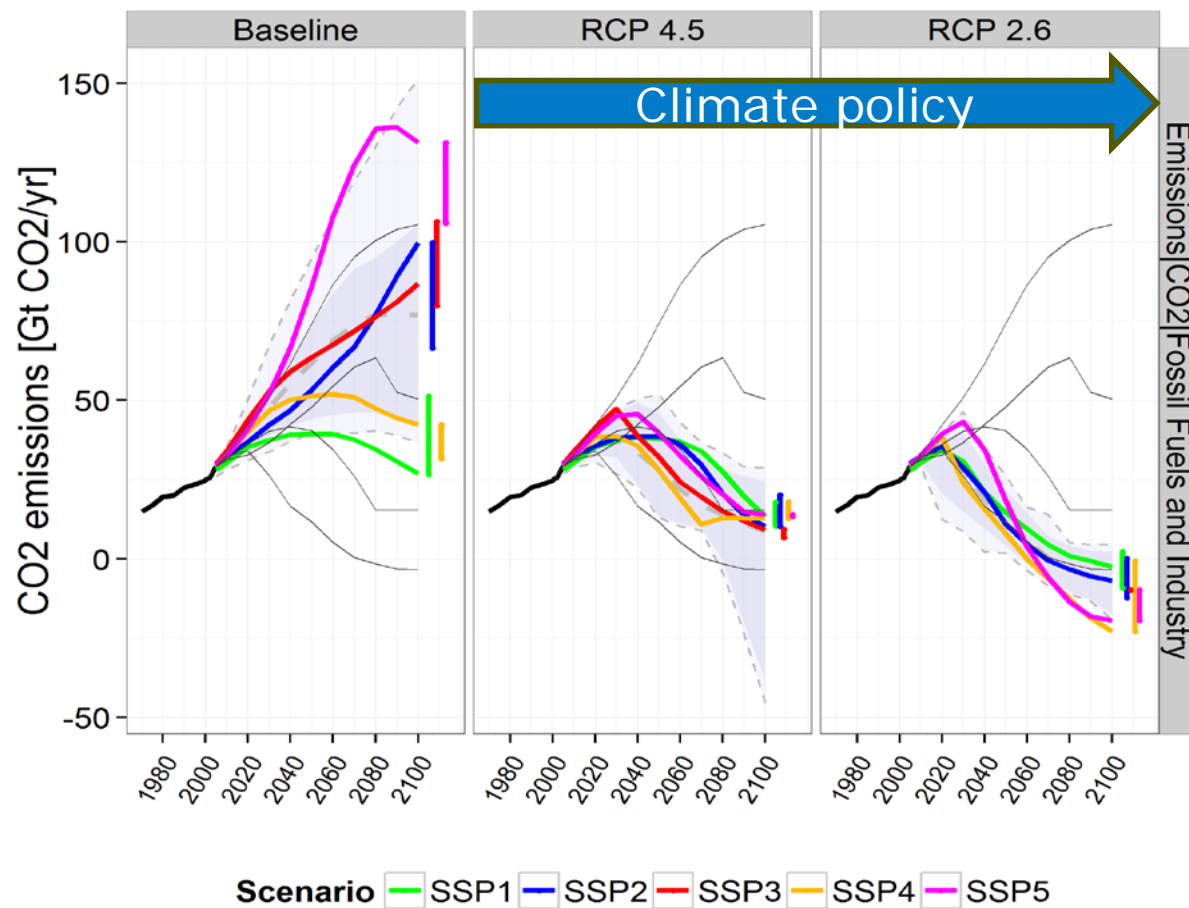 Baseline
RCP 4.5
RCP 2.6
Climate policy
CO2 emissions [Gt CO2/yr]
150
100
50
0
-50
Emissions|CO2|Fossil Fuels and Industry
1980 2000 2020 2040 2060 2080 2100
1980 2000 2020 2040 2060 2080 2100
1980 2000 2020 2040 2060 2080 2100
Scenario SSP1 SSP2 SSP3 SSP4 SSP5